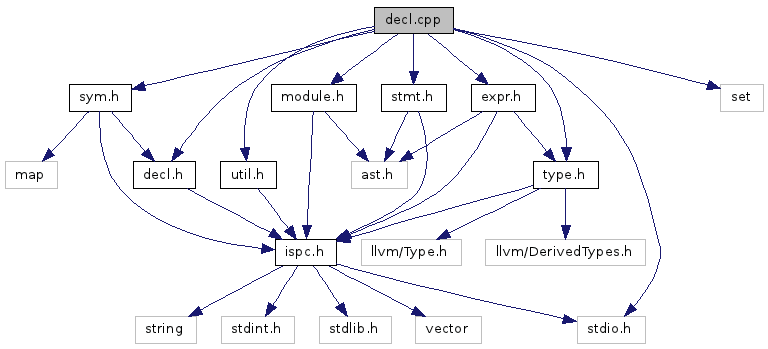 decl.cpp
sym.h
module.h
stmt.h
expr.h
set
map
decl.h
util.h
ast.h
type.h
ispc.h
llvm/Type.h
llvm/DerivedTypes.h
string
stdint.h
stdlib.h
vector
stdio.h